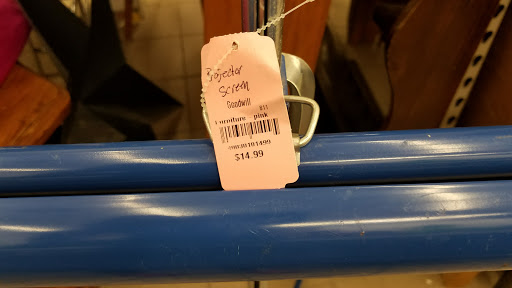 Projector
Screen
Goodwill
Furniture pink
$14.99